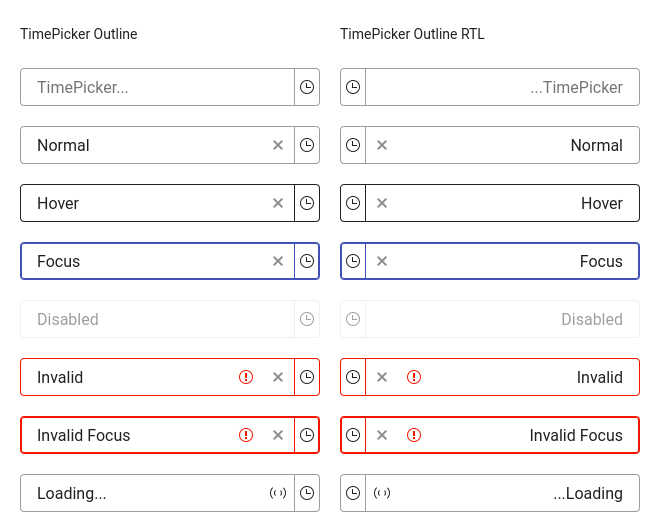 TimePicker Outline
TimePicker Outline RTL
TimePicker...
...TimePicker
Normal
Normal
Hover
Hover
Focus
Focus
Disabled
Disabled
Invalid
Invalid
Invalid Focus
Invalid Focus
Loading...
...Loading